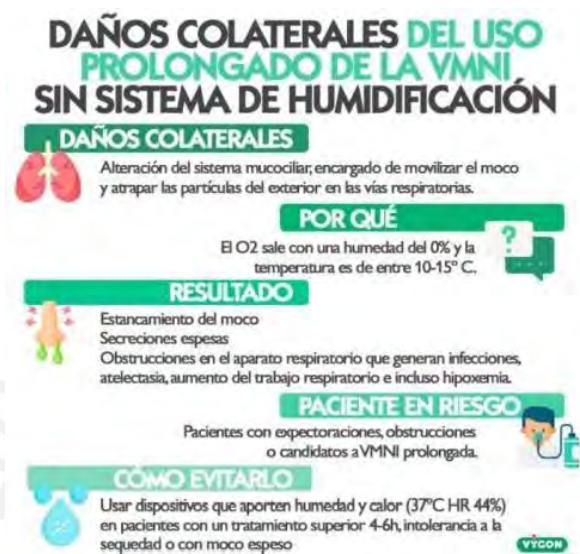 DAÑOS COLATERALES DEL USO
PROLONGADO DE LA VMNI
SIN SISTEMA DE HUMIDIFICACIÓN
DAÑOS COLATERALES
Alteración del sistema mucociliar, encargado de movilizar el moco
y atrapar las partículas del exterior en las vías respiratorias.
POR QUÉ
El O2 sale con una humedad del 0% y la
temperatura es de entre 10-15º C.
?
RESULTADO
Estancamiento del moco
Secreciones espesas
Obstrucciones en el aparato respiratorio que generan infecciones,
atelectasia, aumento del trabajo respiratorio e incluso hipoxemia.
PACIENTE EN RIESGO
Pacientes con expectoraciones, obstrucciones
o candidatos a VMNI prolongada.
CÓMO EVITARLO
Usar dispositivos que aporten humedad y calor (37ºC HR 44%)
en pacientes con un tratamiento superior 4-6h, intolerancia a la
sequedad o con moco espeso
VYGON